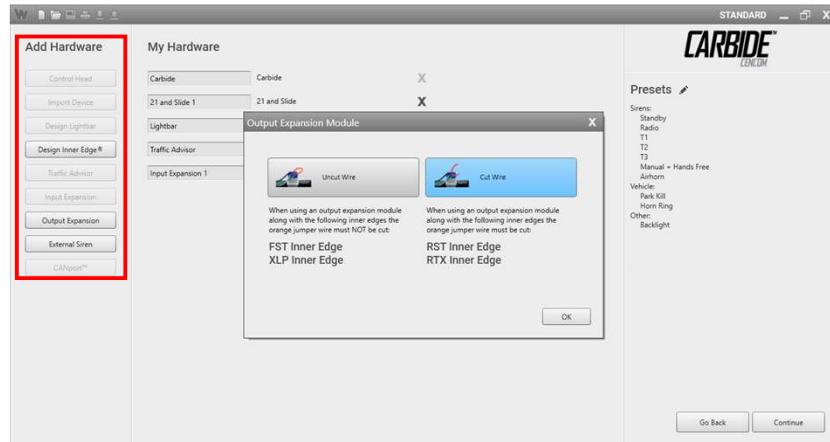 W
STANDARD
Add Hardware
Control Head
Import Device
Design Lightbar
Design Inner Edge®
Traffic Advisor
Input Expansion
Output Expansion
External Siren
CANport™
My Hardware
Carbide Carbide X
21 and Slide 1 21 and Slide X
Lightbar
Traffic Advisor
Input Expansion 1
Output Expansion Module X
Uncut Wire
When using an output expansion module
along with the following inner edges the
orange jumper wire must NOT be cut:
FST Inner Edge
XLP Inner Edge
Cut Wire
When using an output expansion module
along with the following inner edges the
orange jumper wire must be cut:
RST Inner Edge
RTX Inner Edge
OK
CARBIDE™
CENCOM
Presets
Sirens:
Standby
Radio
T1
T2
T3
Manual + Hands Free
Airhorn
Vehicle:
Park Kill
Horn Ring
Other:
Backlight
Go Back
Continue